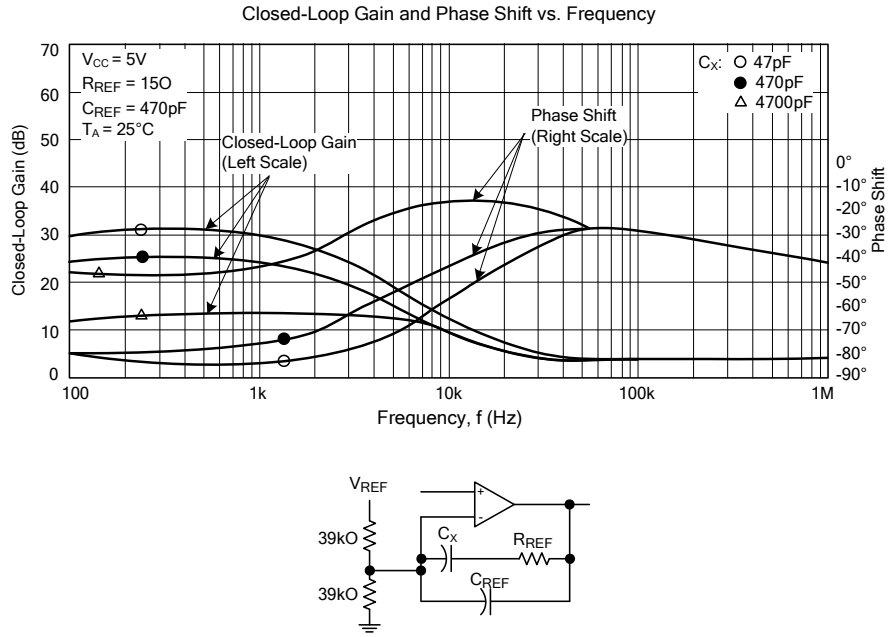 Closed-Loop Gain and Phase Shift vs. Frequency
70
60
50
40
30
20
10
0
Closed-Loop Gain (dB)
VCC = 5V
RREF = 15O
CREF = 470pF
TA = 25°C
Closed-Loop Gain
(Left Scale)
Phase Shift
(Right Scale)
CX: 47pF
470pF
4700pF
0°
-10°
-20°
-30°
-40°
-50°
-60°
-70°
-80°
-90°
Phase Shift
100
1k
10k
100k
1M
Frequency, f (Hz)
VREF
39kO
39kO
+
-
CX
RREF
CREF